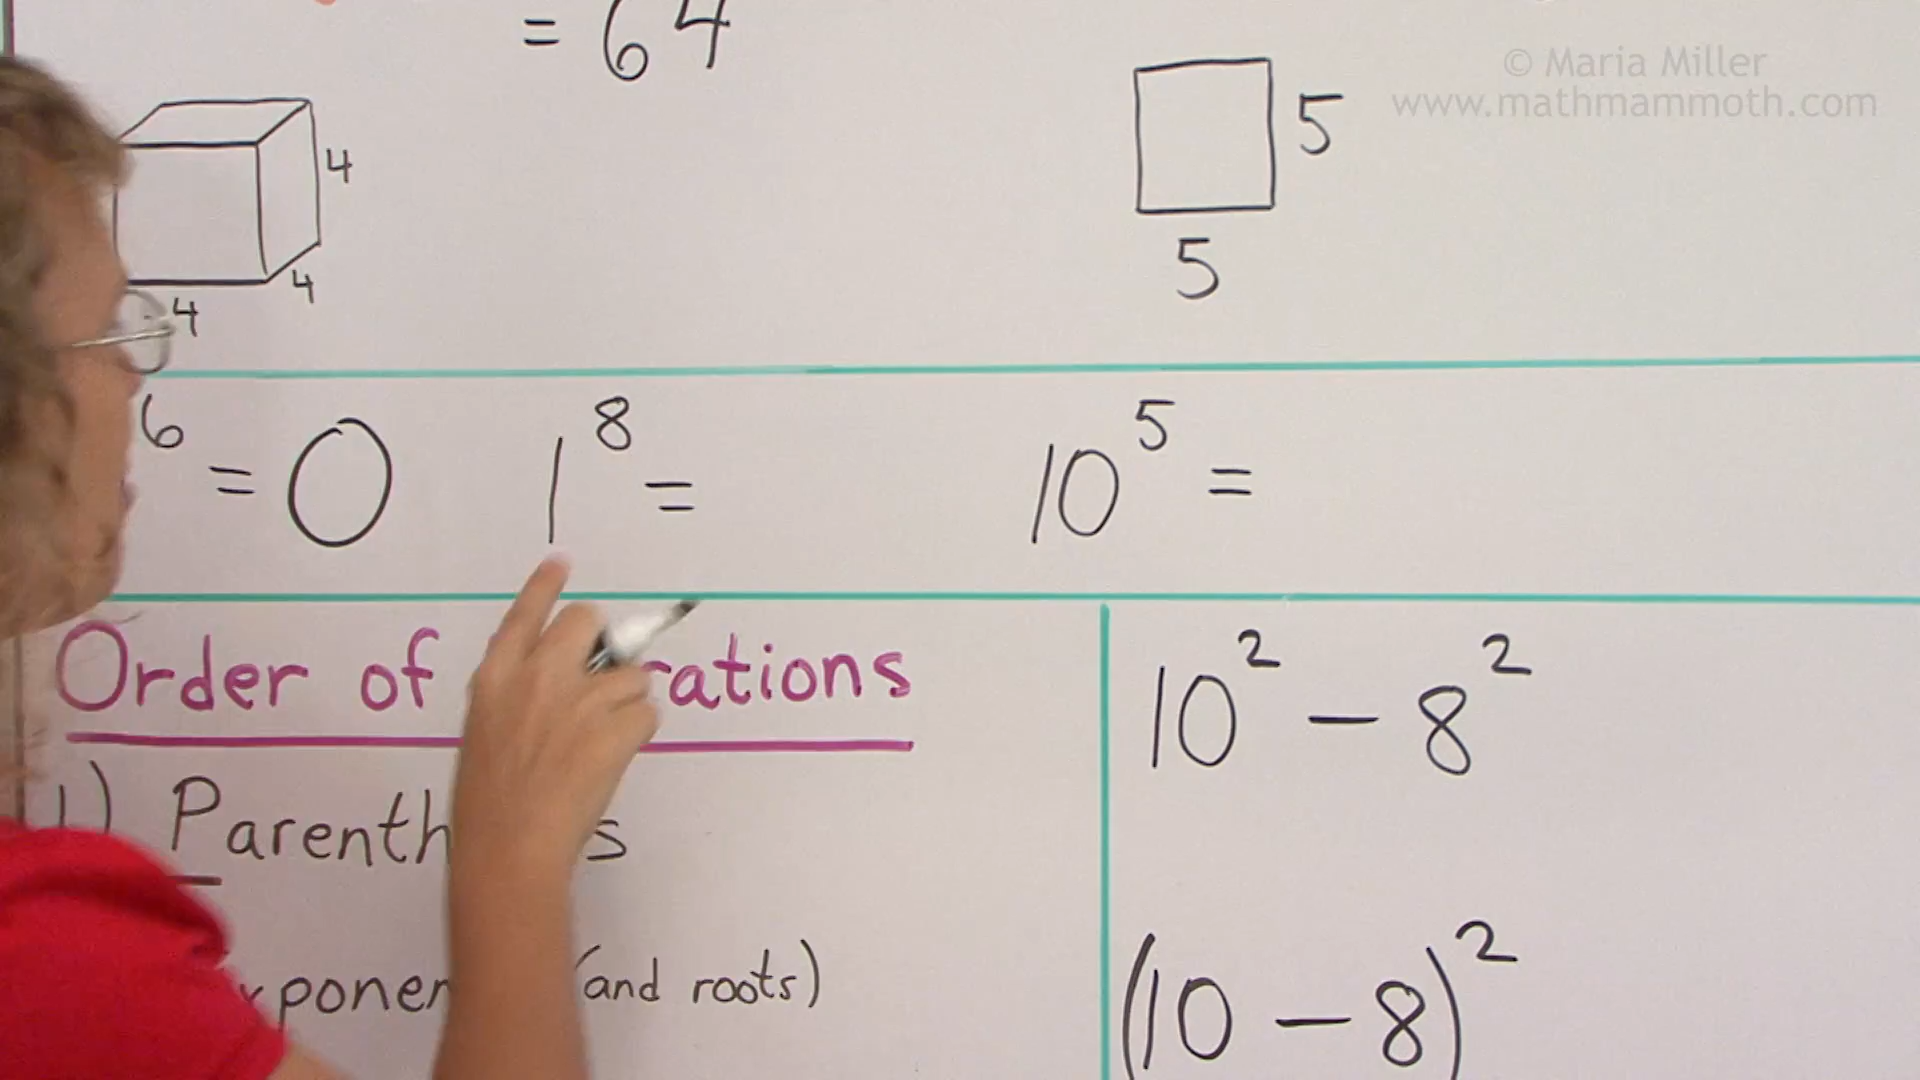 = 64
© Maria Miller
www.mathmammoth.com
4
4
4
5
5
⁶ = 0
1⁸ =
10⁵ =
Order of
rations
1) Parenth s
xponen (and roots)
10² - 8²
(10 - 8)²